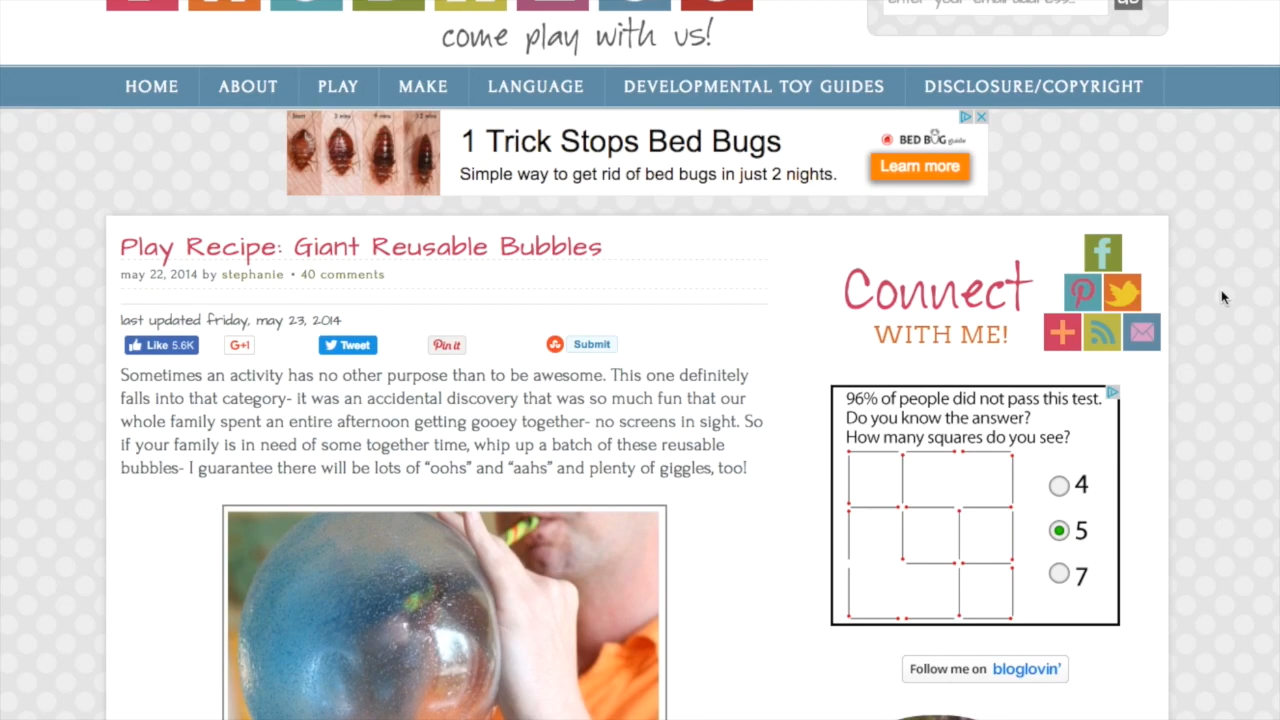 come play with us!
Enter your email address...
GO
HOME ABOUT PLAY MAKE LANGUAGE DEVELOPMENTAL TOY GUIDES DISCLOSURE/COPYRIGHT
1 Trick Stops Bed Bugs
Simple way to get rid of bed bugs in just 2 nights.
BED BUG guide
Learn more
Play Recipe: Giant Reusable Bubbles
may 22, 2014 by stephanie • 40 comments
last updated friday, may 23, 2014
Like 5.6K G+1 Tweet Pin it Submit
Sometimes an activity has no other purpose than to be awesome. This one definitely
falls into that category- it was an accidental discovery that was so much fun that our
whole family spent an entire afternoon getting gooey together- no screens in sight. So
if your family is in need of some together time, whip up a batch of these reusable
bubbles- I guarantee there will be lots of “oohs” and “aahs” and plenty of giggles, too!
Connect
WITH ME!
96% of people did not pass this test.
Do you know the answer?
How many squares do you see?
4
5
7
Follow me on bloglovin'